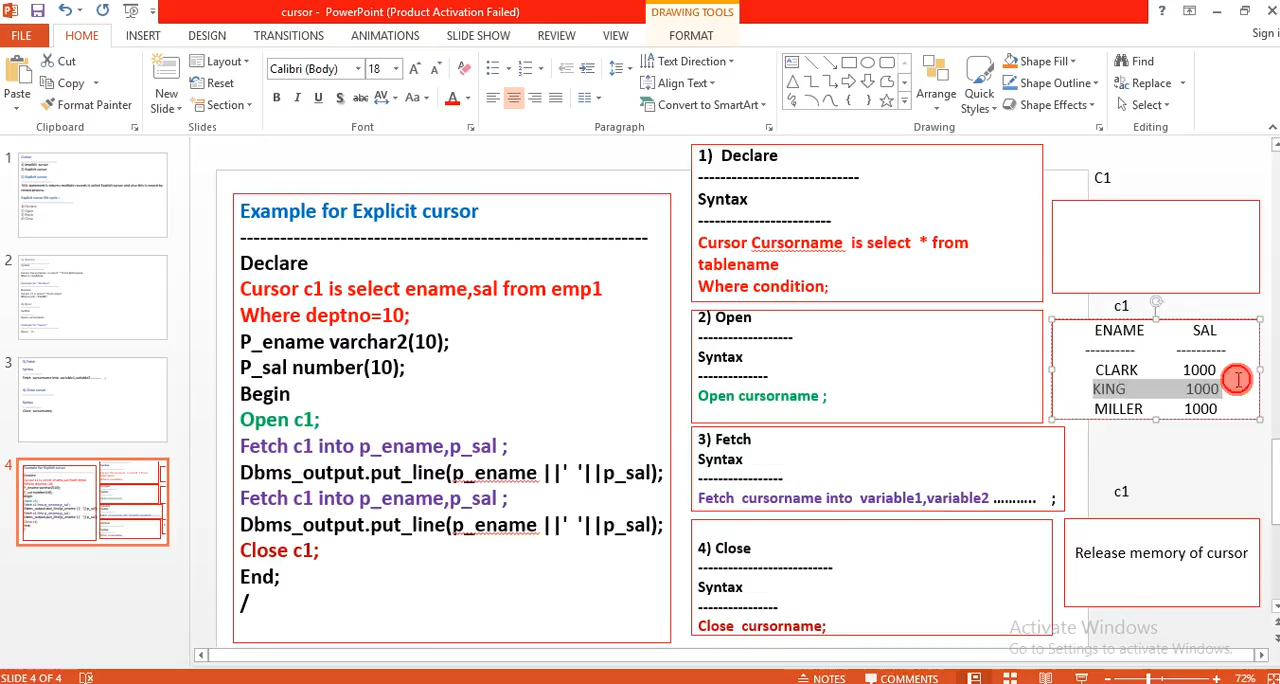 cursor - PowerPoint (Product Activation Failed)
DRAWING TOOLS
FILE HOME INSERT DESIGN TRANSITIONS ANIMATIONS SLIDE SHOW REVIEW VIEW FORMAT
Sign i
Paste
Cut
Copy
Format Painter
Clipboard
New
Slide
Layout
Reset
Section
Slides
Calibri (Body) 18
Font
Text Direction
Align Text
Convert to SmartArt
Paragraph
Arrange
Quick
Styles
Shape Fill
Shape Outline
Shape Effects
Drawing
Find
Replace
Select
Editing
1
2
3
4
Example for Explicit cursor
-------------------------------------------------------------
Declare
Cursor c1 is select ename,sal from emp1
Where deptno=10;
P_ename varchar2(10);
P_sal number(10);
Begin
Open c1;
Fetch c1 into p_ename,p_sal ;
Dbms_output.put_line(p_ename ||' '||p_sal);
Fetch c1 into p_ename,p_sal ;
Dbms_output.put_line(p_ename ||' '||p_sal);
Close c1;
End;
/
1) Declare
-----------------------------
Syntax
------------------------
Cursor Cursorname is select * from
tablename
Where condition;
2) Open
-----------------
Syntax
-------------
Open cursorname ;
3) Fetch
Syntax
----------------
Fetch cursorname into variable1,variable2 .......... ;
4) Close
------------------------
Syntax
---------------
Close cursorname;
C1
c1
ENAME SAL
---------- ----------
CLARK 1000
KING 1000
MILLER 1000
c1
Release memory of cursor
Activate Windows
Go to Settings to activate Windows.
SLIDE 4 OF 4
NOTES
COMMENTS
72%